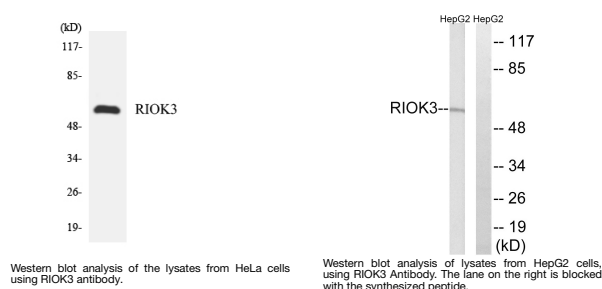 (kD)
117-
85-
RIOK3
48-
34-
26-
19-
Western blot analysis of the lysates from HeLa cells
using RIOK3 antibody.
HepG2 HepG2
-- 117
-- 85
RIOK3--
-- 48
-- 34
-- 26
-- 19
(kD)
Western blot analysis of lysates from HepG2 cells,
using RIOK3 Antibody. The lane on the right is blocked
with the synthesized peptide.